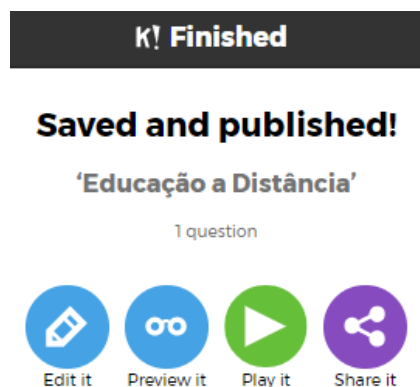 K! Finished
Saved and published!
‘Educação a Distância’
1 question
Edit it Preview it Play it Share it